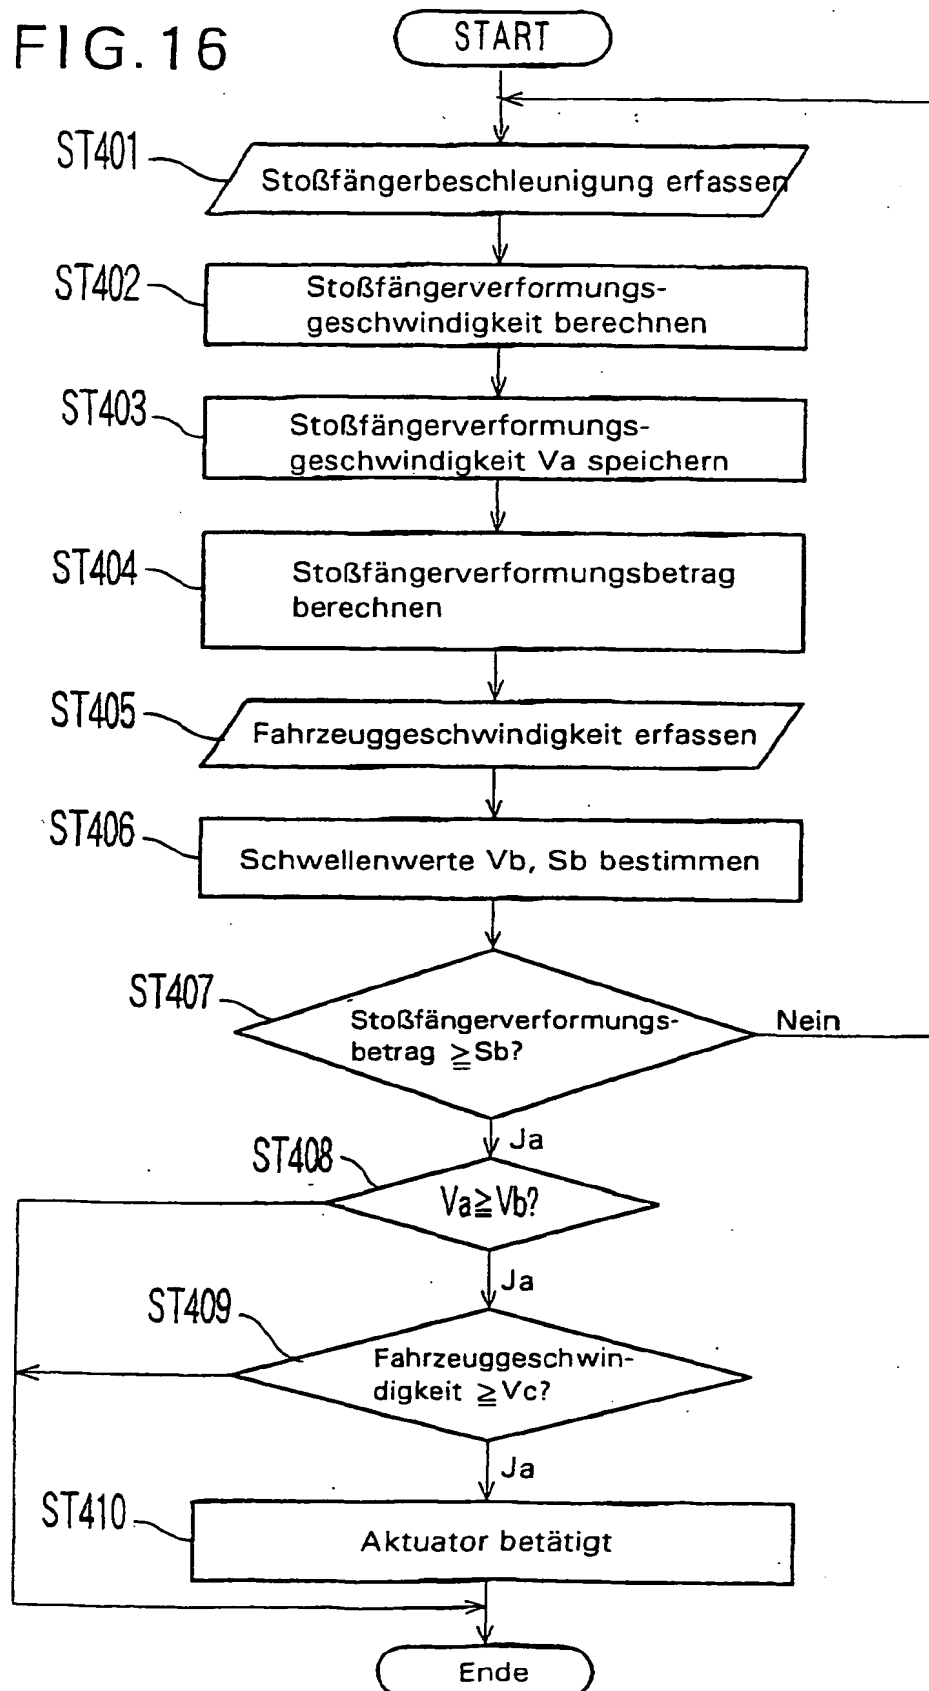 FIG.16
START
ST401
Stoßfängerbeschleunigung erfassen
ST402
Stoßfängerverformungs-
geschwindigkeit berechnen
ST403
Stoßfängerverformungs-
geschwindigkeit Va speichern
ST404
Stoßfängerverformungsbetrag
berechnen
ST405
Fahrzeuggeschwindigkeit erfassen
ST406
Schwellenwerte Vb, Sb bestimmen
ST407
Stoßfängerverformungs-
betrag ≧Sb?
Nein
Ja
ST408
Va≧Vb?
Ja
ST409
Fahrzeuggeschwin-
digkeit ≧Vc?
Ja
ST410
Aktuator betätigt
Ende